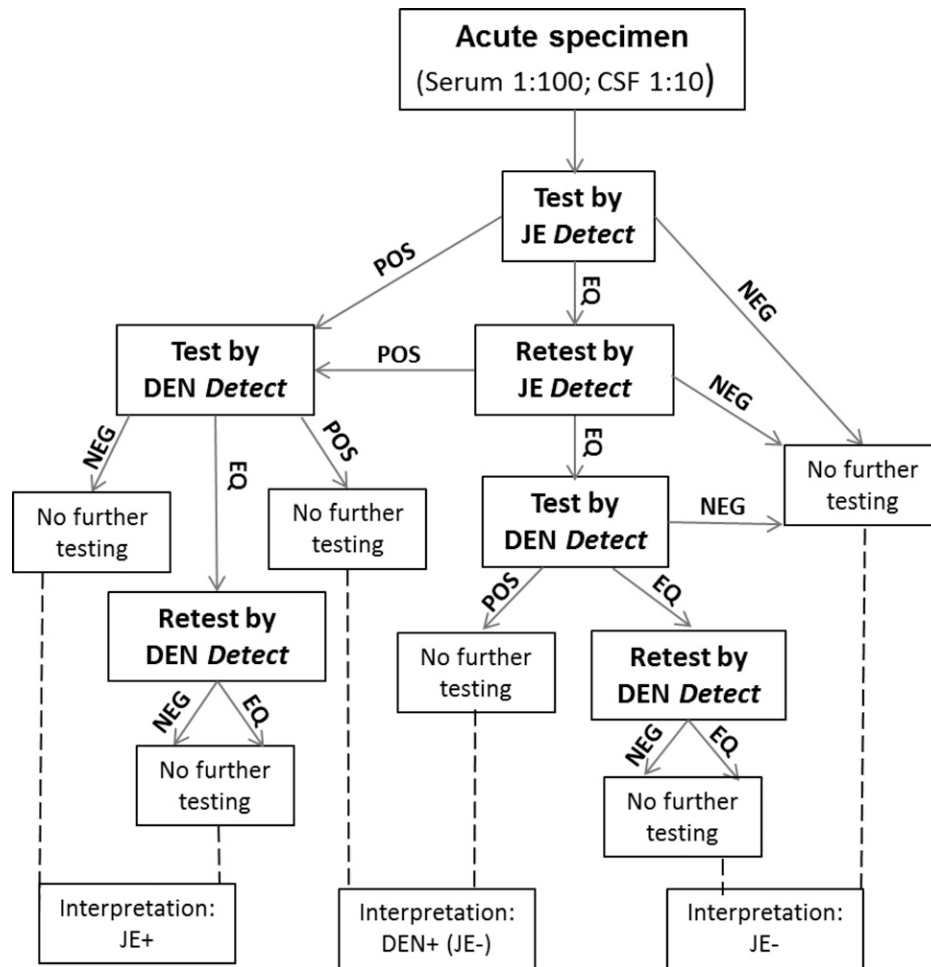 Acute specimen
(Serum 1:100; CSF 1:10)
Test by
JE Detect
POS
EQ
NEG
Test by
DEN Detect
POS
Retest by
JE Detect
NEG
NEG
EQ
POS
EQ
No further
testing
No further
testing
No further
testing
Test by
DEN Detect
NEG
POS
EQ
Retest by
DEN Detect
No further
testing
Retest by
DEN Detect
NEG
EQ
NEG
EQ
No further
testing
No further
testing
Interpretation:
JE+
Interpretation:
DEN+ (JE-)
Interpretation:
JE-